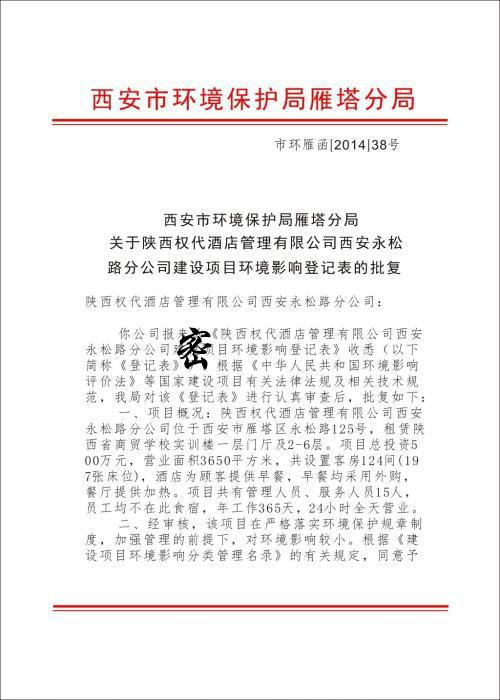 西安市环境保护局雁塔分局
市环雁函[2014]38号
西安市环境保护局雁塔分局
关于陕西权代酒店管理有限公司西安永松
路分公司建设项目环境影响登记表的批复
陕西权代酒店管理有限公司西安永松路分公司：
你公司报来《陕西权代酒店管理有限公司西安
永松路分公司建项目环境影响登记表》收悉（以下
简称《登记表》根据《中华人民共和国环境影响
评价法》等国家建设项目有关法律法规及相关技术规
范，我局对该《登记表》进行认真审查后，批复如下：
一、项目概况：陕西权代酒店管理有限公司西安
永松路分公司位于西安市雁塔区永松路125号，租赁陕
西省商贸学校实训楼一层门厅及2-6层。项目总投资5
00万元，营业面积3650平方米，共设置客房124间(19
7张床位)，酒店为顾客提供早餐，早餐均采用外购，
餐厅提供加热。项目共有管理人员、服务人员15人，
员工均不在此食宿，年工作365天，24小时全天营业。
二、经审核，该项目在严格落实环境保护规章制
度，加强管理的前提下，对环境影响较小。根据《建
设项目环境影响分类管理名录》的有关规定，同意予
密